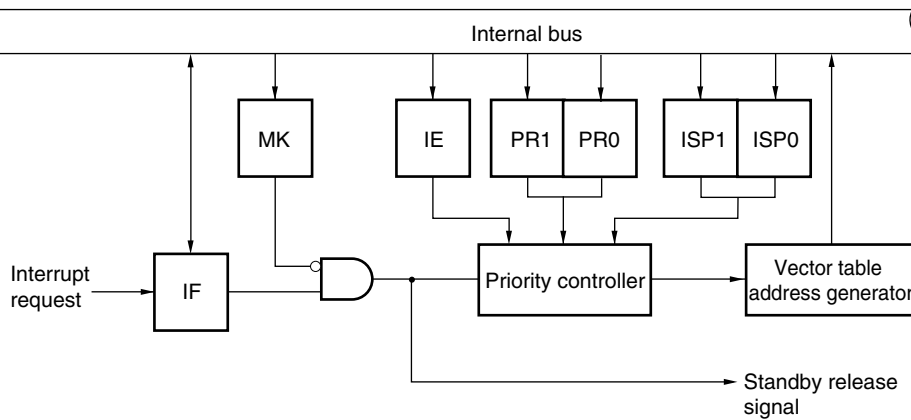 Internal bus
MK
IE
PR1
PR0
ISP1
ISP0
Interrupt
request
IF
Priority controller
Vector table
address generator
Standby release
signal